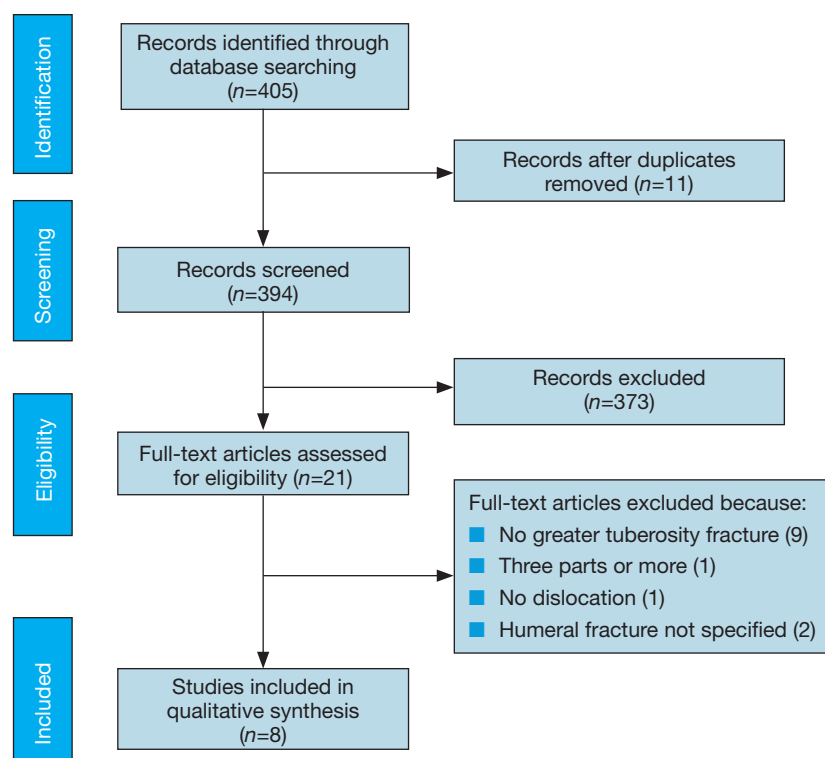 Identification
Records identified through
database searching
(n=405)
Records after duplicates
removed (n=11)
Screening
Records screened
(n=394)
Records excluded
(n=373)
Eligibility
Full-text articles assessed
for eligibility (n=21)
Full-text articles excluded because:
No greater tuberosity fracture (9)
Three parts or more (1)
No dislocation (1)
Humeral fracture not specified (2)
Included
Studies included in
qualitative synthesis
(n=8)